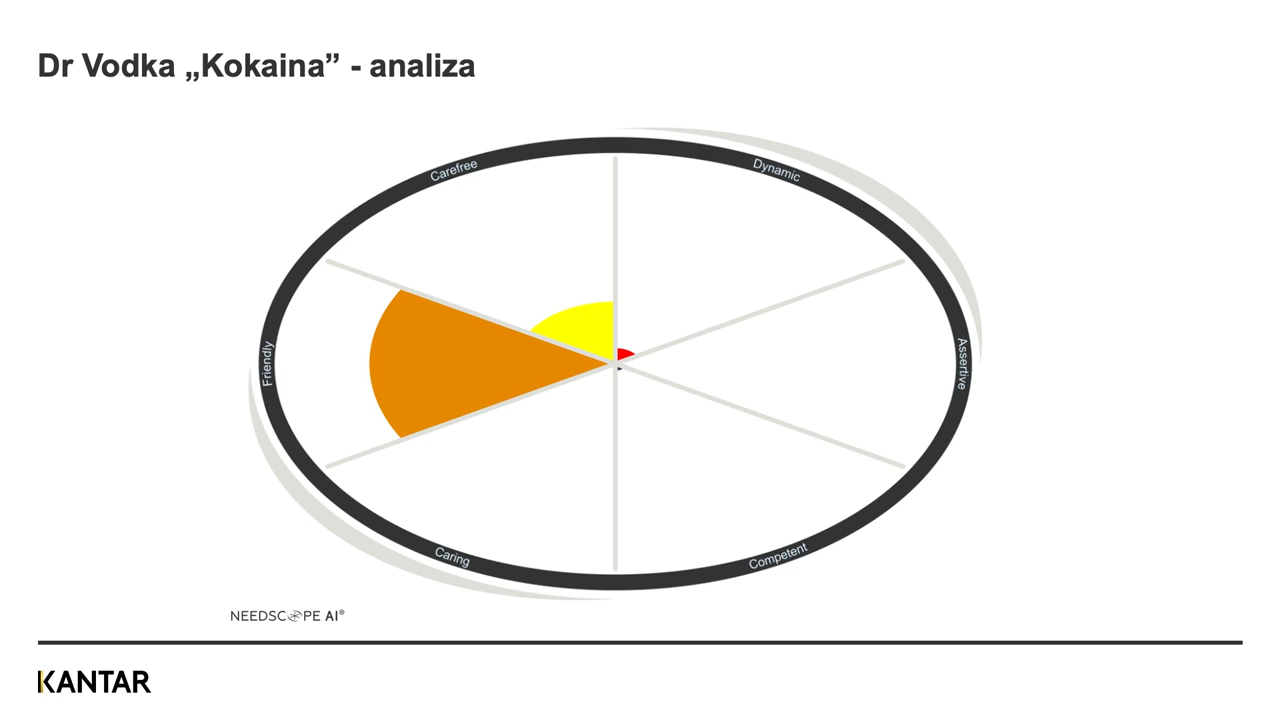 Dr Vodka „Kokaina” - analiza
Carefree
Dynamic
Friendly
Assertive
Caring
Competent
NEEDSCOPE AI®
KANTAR